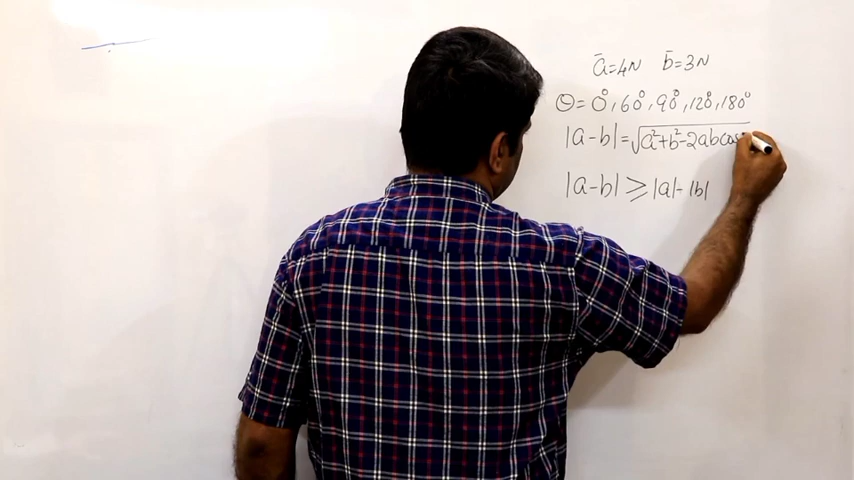 ā=4N b̄=3N
Θ=0°,60°,90°,120°,180°
|a-b|=√a²+b²-2abcos
|a-b|⩾|a|-|b|